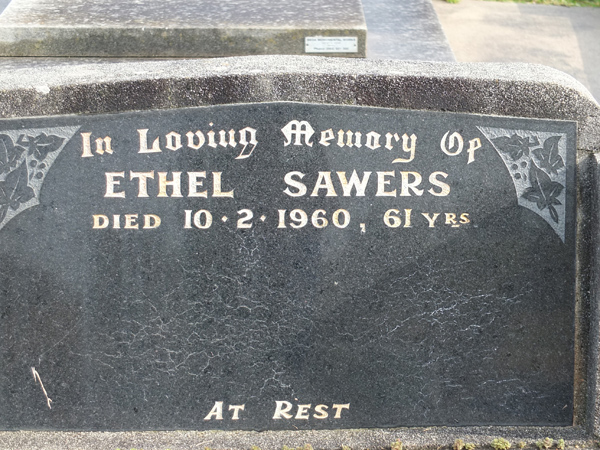 In Loving Memory Of
ETHEL SAWERS
DIED 10·2·1960, 61 YRS
AT REST